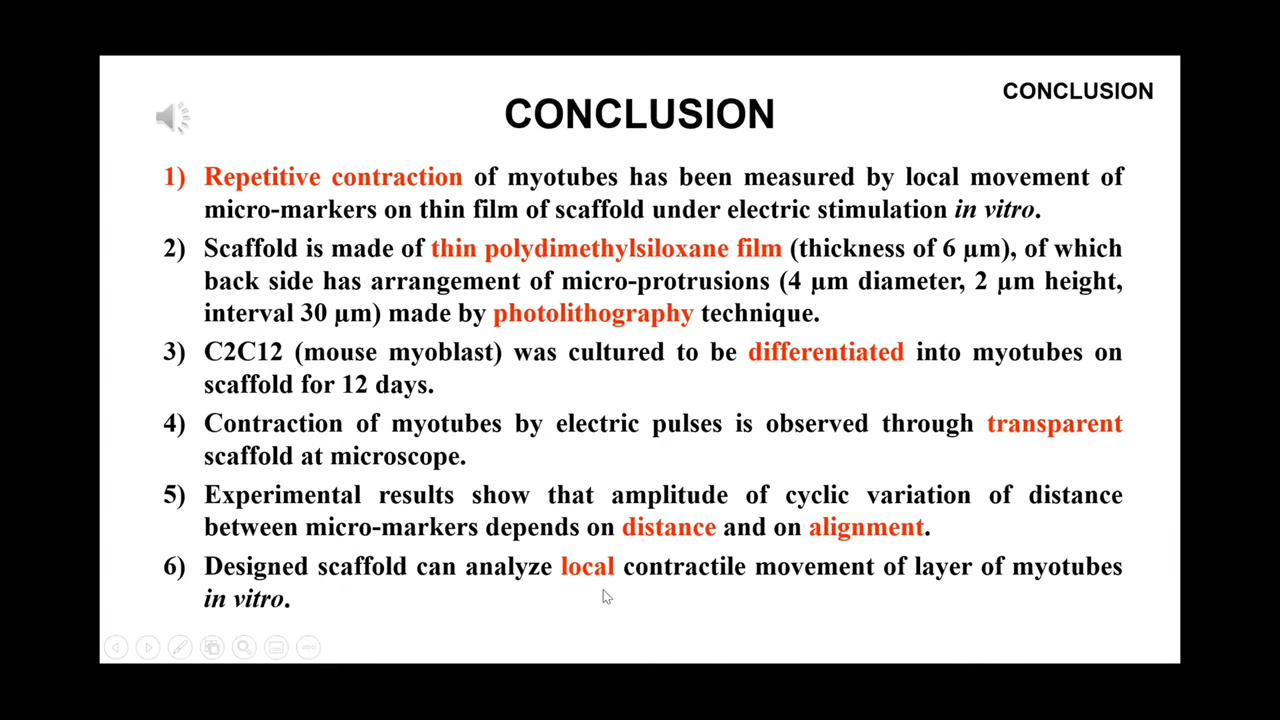 CONCLUSION
CONCLUSION
1) Repetitive contraction of myotubes has been measured by local movement of
micro-markers on thin film of scaffold under electric stimulation in vitro.
2) Scaffold is made of thin polydimethylsiloxane film (thickness of 6 μm), of which
back side has arrangement of micro-protrusions (4 μm diameter, 2 μm height,
interval 30 μm) made by photolithography technique.
3) C2C12 (mouse myoblast) was cultured to be differentiated into myotubes on
scaffold for 12 days.
4) Contraction of myotubes by electric pulses is observed through transparent
scaffold at microscope.
5) Experimental results show that amplitude of cyclic variation of distance
between micro-markers depends on distance and on alignment.
6) Designed scaffold can analyze local contractile movement of layer of myotubes
in vitro.